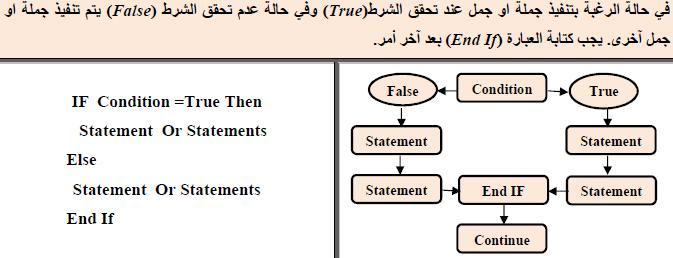 في حالة الرغبة بتنفيذ جملة او جمل عند تحقق الشرط(True) وفي حالة عدم تحقق الشرط (False) يتم تنفيذ جملة او
جمل آخرى. يجب كتابة العبارة (End If) بعد آخر أمر.
IF Condition =True Then
Statement Or Statements
Else
Statement Or Statements
End If
False Condition True
Statement Statement
Statement End IF Statement
Continue